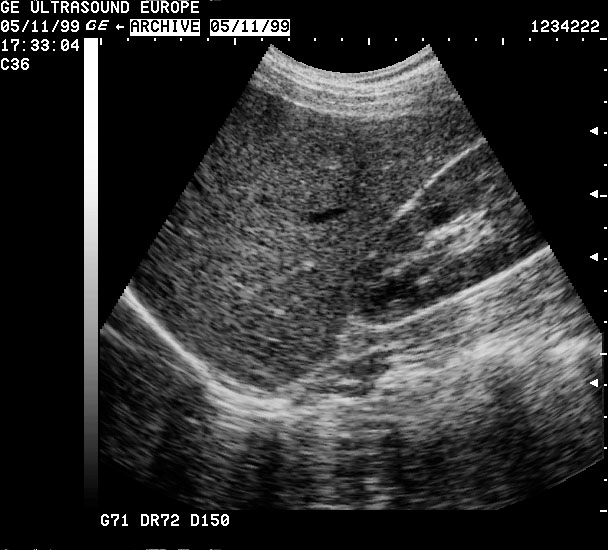 GE ULTRASOUND EUROPE
05/11/99 GE ← ARCHIVE 05/11/99 1234222
17:33:04
C36
G71 DR72 D150